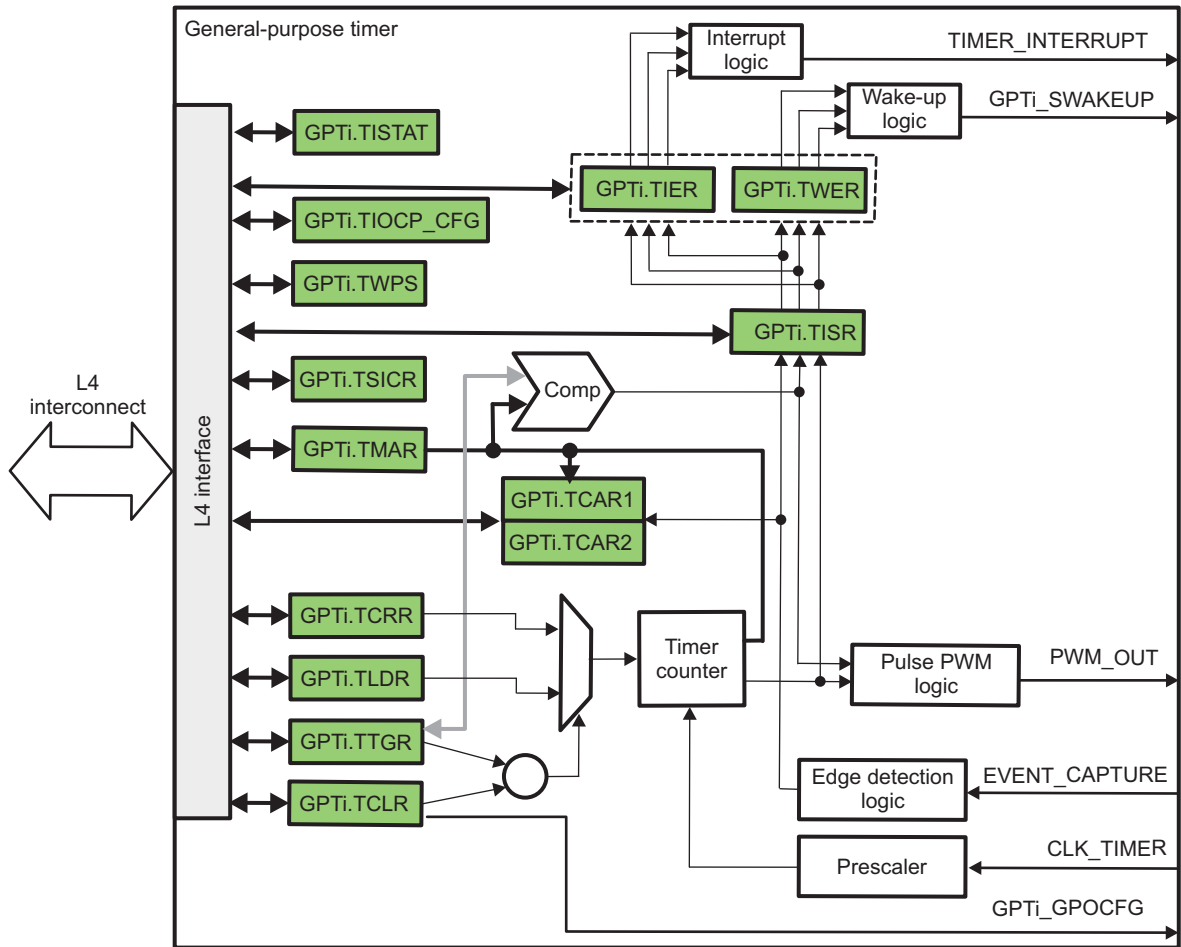 General-purpose timer
Interrupt
logic
TIMER_INTERRUPT
Wake-up
logic
GPTi_SWAKEUP
GPTi.TISTAT
GPTi.TIER
GPTi.TWER
GPTi.TIOCP_CFG
GPTi.TWPS
GPTi.TISR
L4
interconnect
L4 interface
GPTi.TSICR
Comp
GPTi.TMAR
GPTi.TCAR1
GPTi.TCAR2
GPTi.TCRR
Timer
counter
GPTi.TLDR
Pulse PWM
logic
PWM_OUT
GPTi.TTGR
GPTi.TCLR
Edge detection
logic
EVENT_CAPTURE
Prescaler
CLK_TIMER
GPTi_GPOCFG